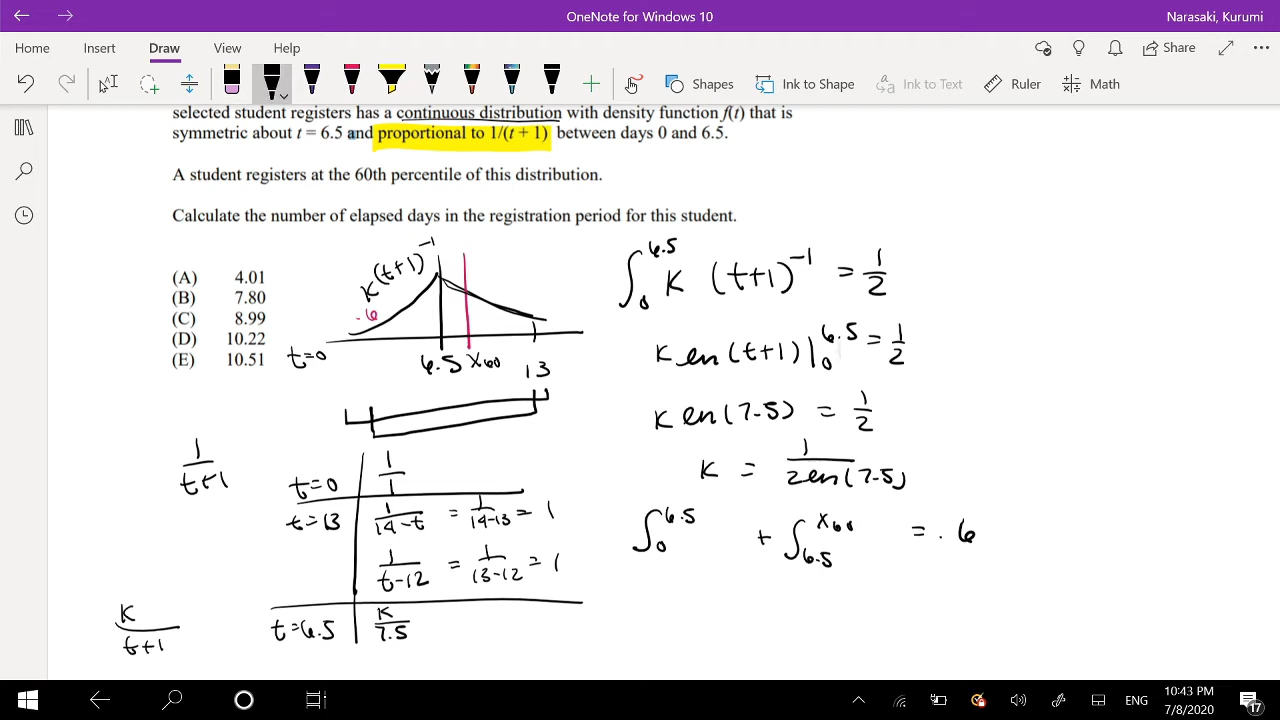 OneNote for Windows 10
Narasaki, Kurumi
Home Insert Draw View Help
Share
Shapes Ink to Shape Ink to Text Ruler Math
selected student registers has a continuous distribution with density function f(t) that is
symmetric about t = 6.5 and proportional to 1/(t + 1) between days 0 and 6.5.
A student registers at the 60th percentile of this distribution.
Calculate the number of elapsed days in the registration period for this student.
(A) 4.01
(B) 7.80
(C) 8.99
(D) 10.22
(E) 10.51
K(t+1)⁻¹
.6
t=0 6.5 X60 13
1/(t+1)
t=0 1/1
t=13 1/(14-t) = 1/(14-13) = 1
1/(t-12) = 1/(13-12) = 1
K/(t+1)
t=6.5 K/7.5
∫₀^6.5 K (t+1)⁻¹ = 1/2
K ln(t+1)|₀^6.5 = 1/2
K ln(7.5) = 1/2
K = 1/(2ln(7.5))
∫₀^6.5 + ∫6.5^X60 = .6
ENG
10:43 PM
7/8/2020
17